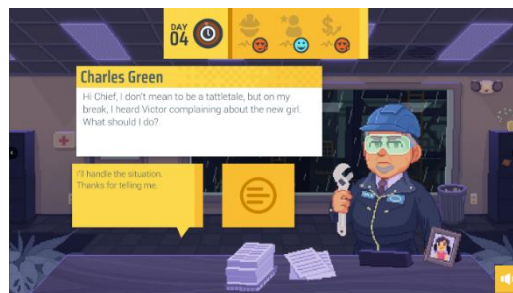 DAY
04
Charles Green
Hi Chief, I don't mean to be a tattletale, but on my
break, I heard Victor complaining about the new girl.
What should I do?
I'll handle the situation.
Thanks for telling me.